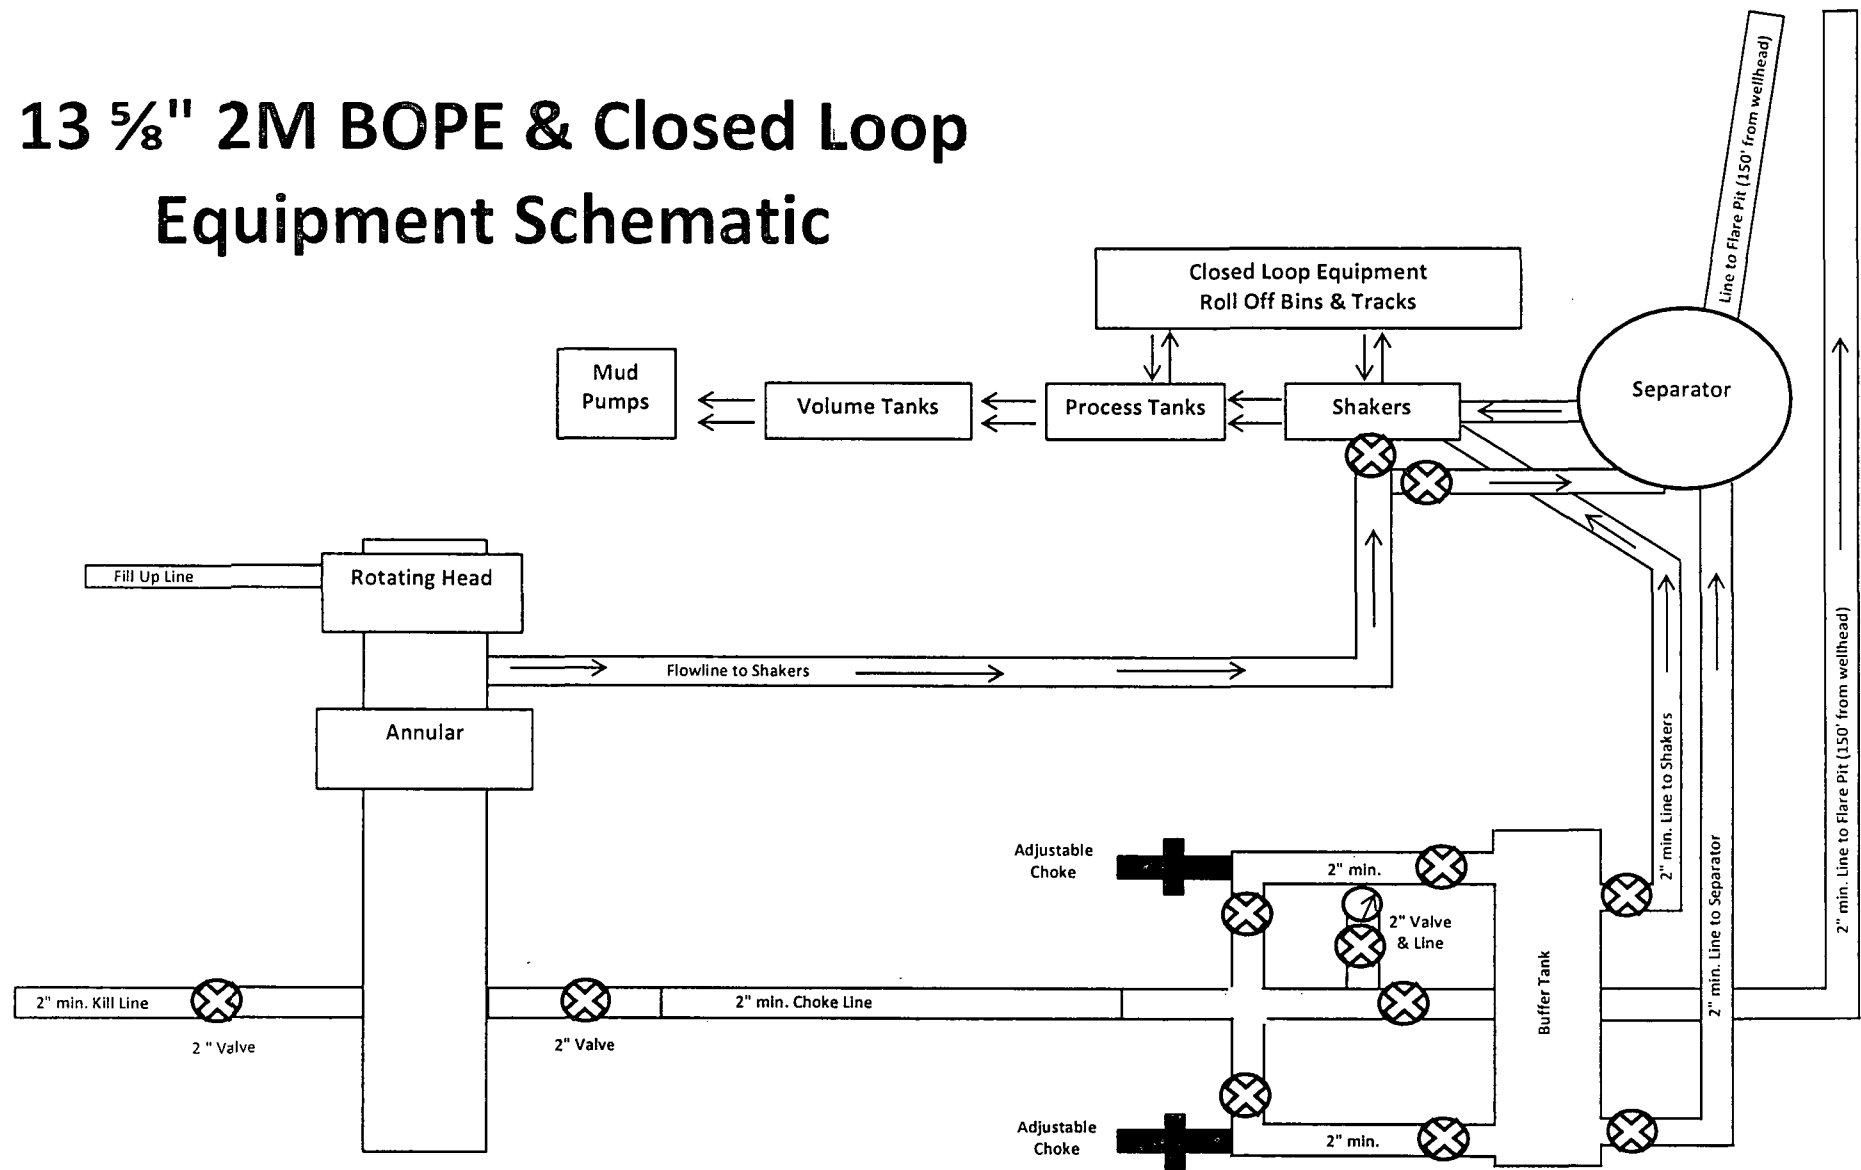 13 ⅝" 2M BOPE & Closed Loop
Equipment Schematic
Line to Flare Pit (150' from wellhead)
Closed Loop Equipment
Roll Off Bins & Tracks
Mud
Pumps
Volume Tanks
Process Tanks
Shakers
Separator
Fill Up Line
Rotating Head
Flowline to Shakers
Annular
2" min. Line to Shakers
2" min. Line to Separator
2" min. Line to Flare Pit (150' from wellhead)
Adjustable
Choke
2" min.
2" Valve
& Line
2" min. Kill Line
2 " Valve
2" min. Choke Line
2" Valve
Buffer Tank
Adjustable
Choke
2" min.